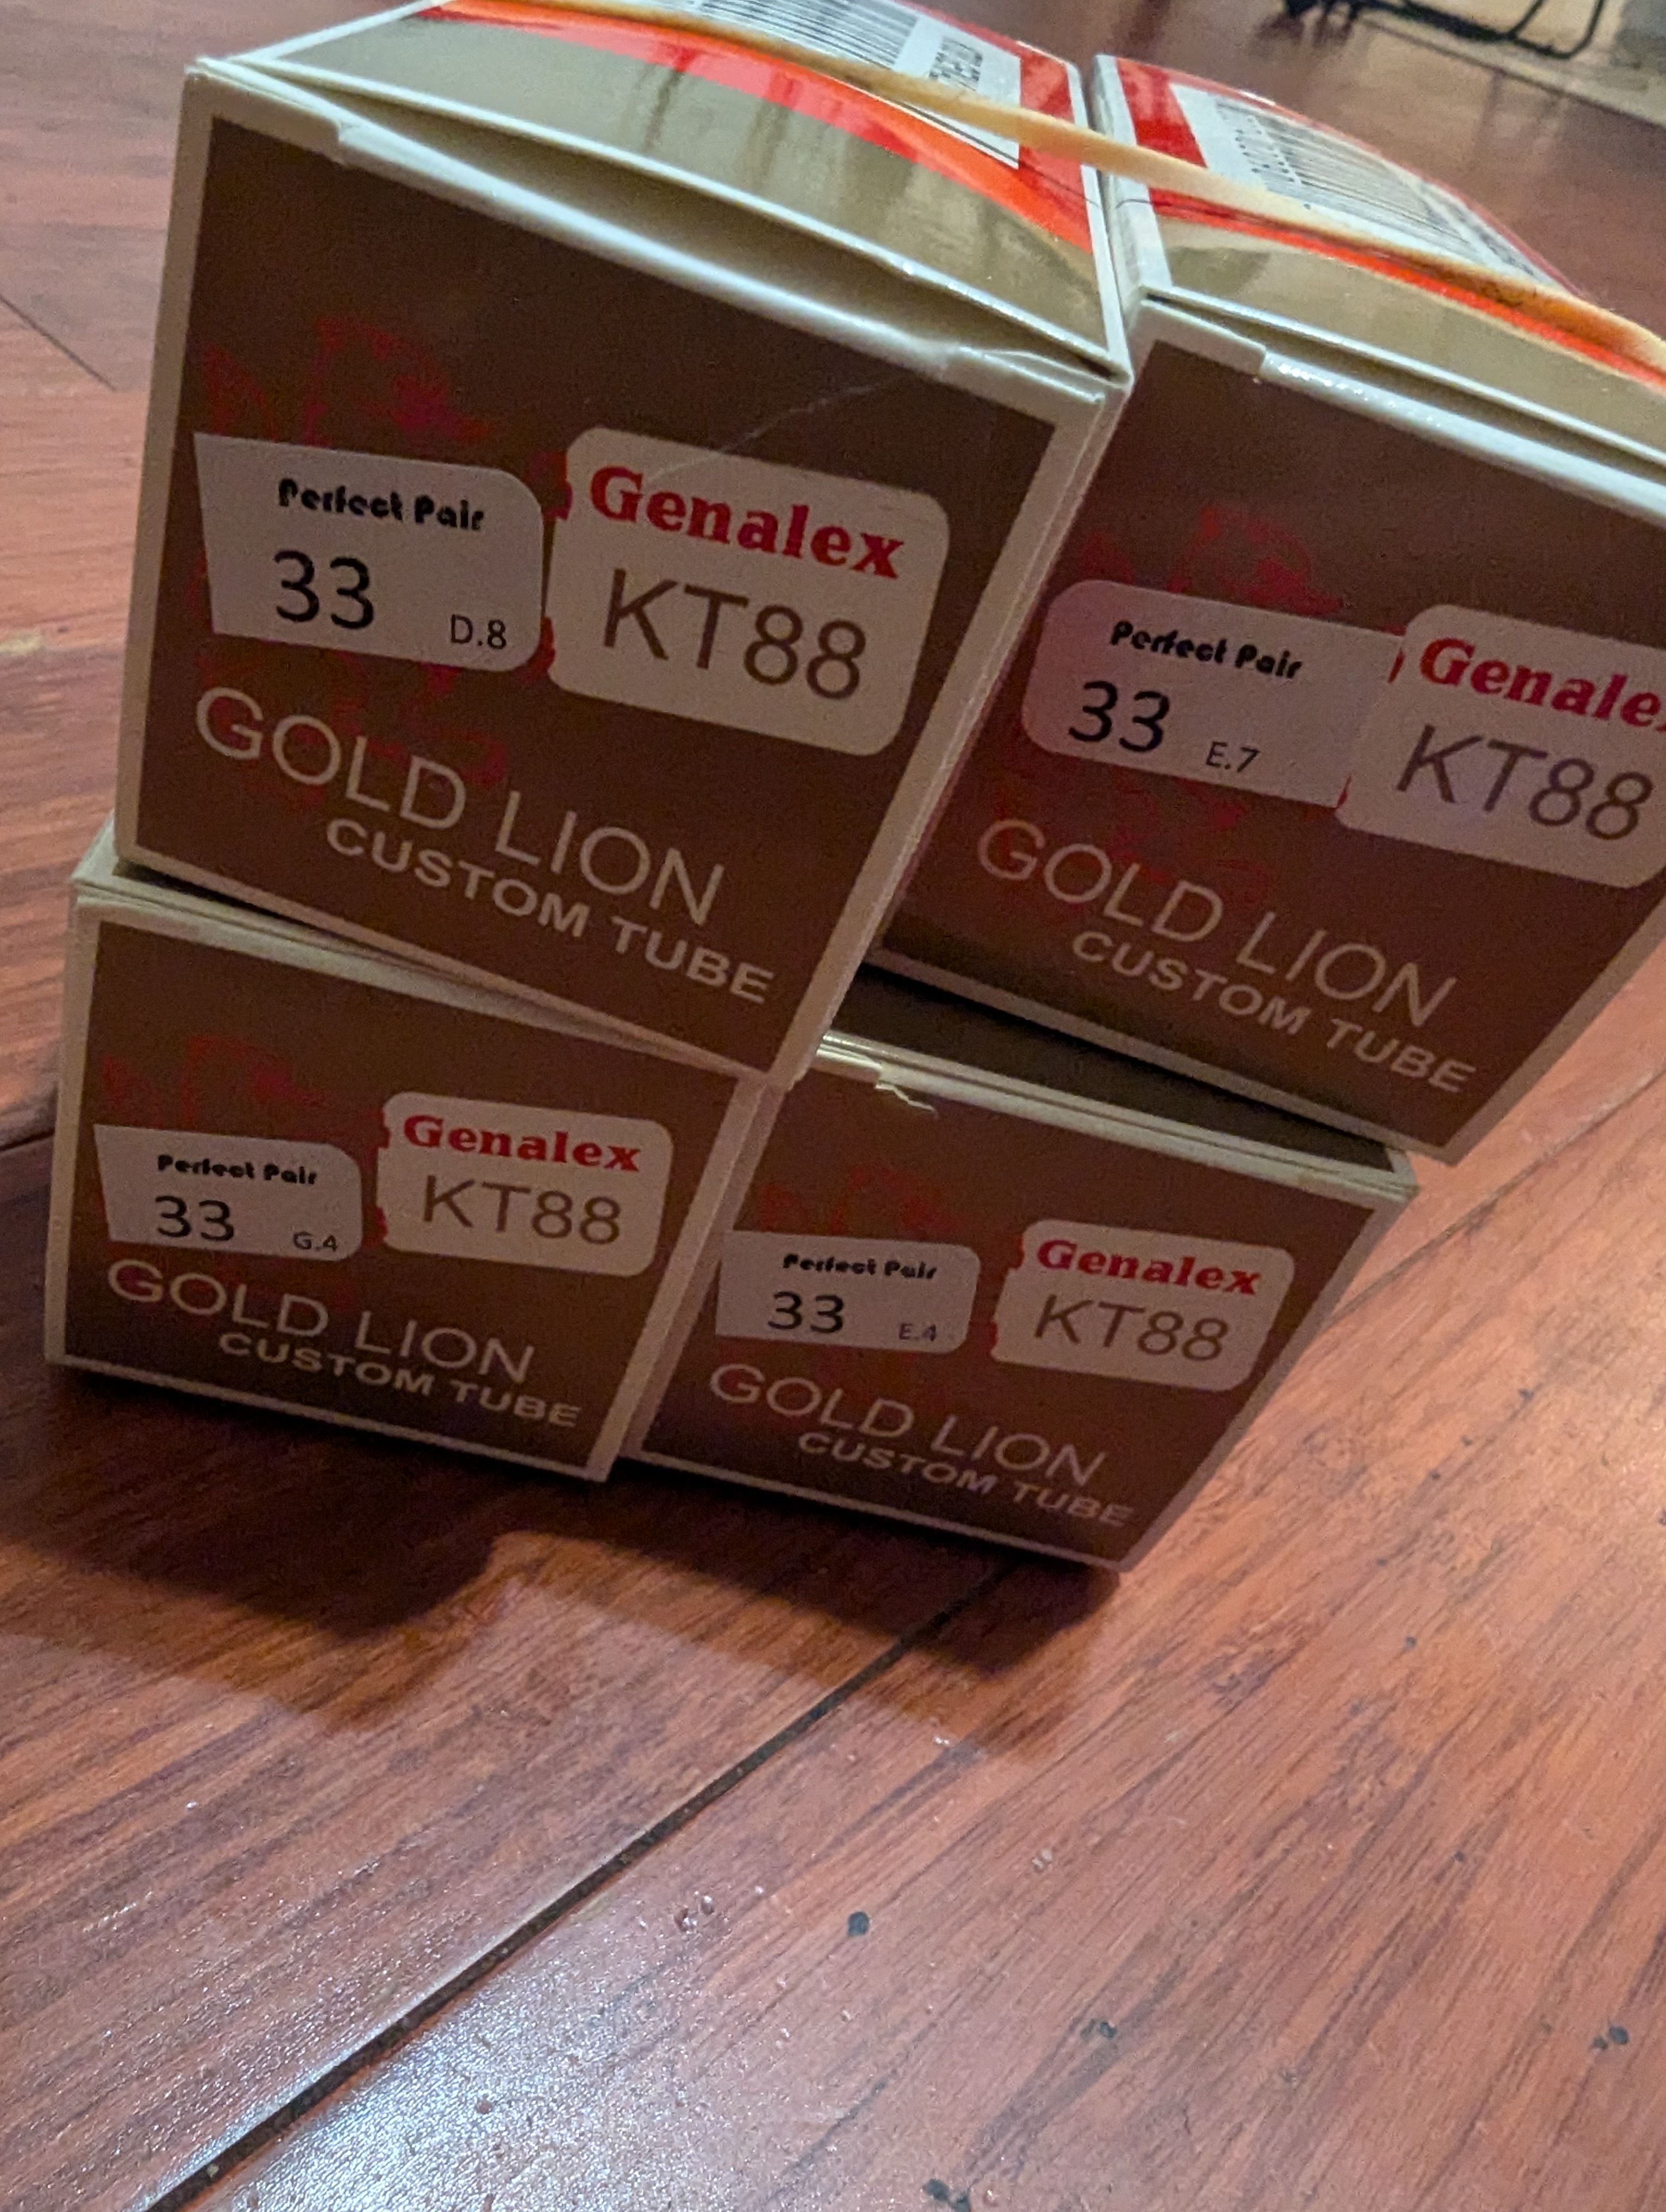 Perfect Pair
33 D.8
Genalex
KT88
GOLD LION
CUSTOM TUBE
Perfect Pair
33 E.7
KT88
GOLD LION
CUSTOM TUBE
Perfect Pair
33 G.4
Genalex
KT88
GOLD LION
CUSTOM TUBE
Perfect Pair
33 E.4
Genalex
KT88
GOLD LION
CUSTOM TUBE